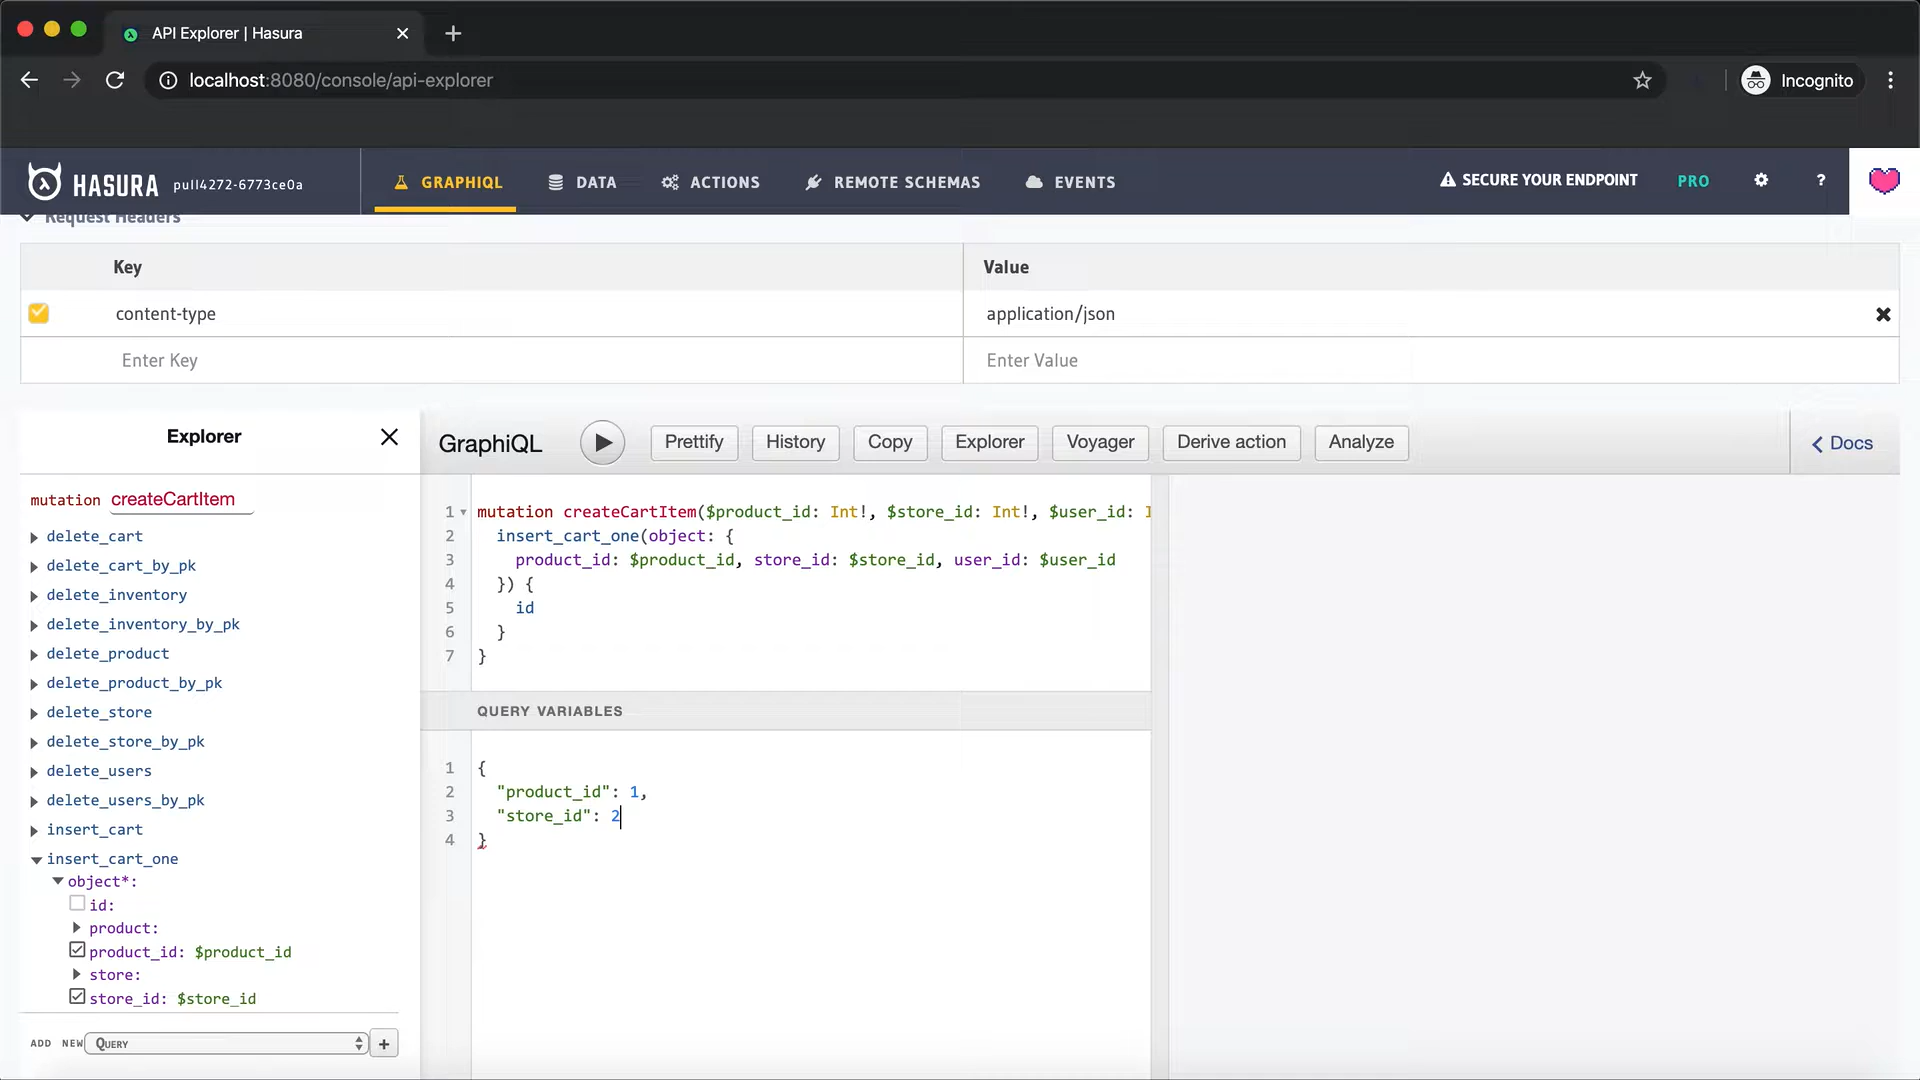 API Explorer | Hasura
localhost:8080/console/api-explorer
Incognito
HASURA pull4272-6773ce0a
GRAPHIQL
DATA
ACTIONS
REMOTE SCHEMAS
EVENTS
SECURE YOUR ENDPOINT
PRO
?
Request Headers
Key Value
content-type application/json
Enter Key Enter Value
Explorer
GraphiQL
Prettify
History
Copy
Explorer
Voyager
Derive action
Analyze
Docs
mutation createCartItem
delete_cart
delete_cart_by_pk
delete_inventory
delete_inventory_by_pk
delete_product
delete_product_by_pk
delete_store
delete_store_by_pk
delete_users
delete_users_by_pk
insert_cart
insert_cart_one
object*:
id:
product:
product_id: $product_id
store:
store_id: $store_id
ADD NEW Query +
1 mutation createCartItem($product_id: Int!, $store_id: Int!, $user_id: I
2 insert_cart_one(object: {
3 product_id: $product_id, store_id: $store_id, user_id: $user_id
4 }) {
5 id
6 }
7 }
QUERY VARIABLES
1 {
2 "product_id": 1,
3 "store_id": 2
4 }